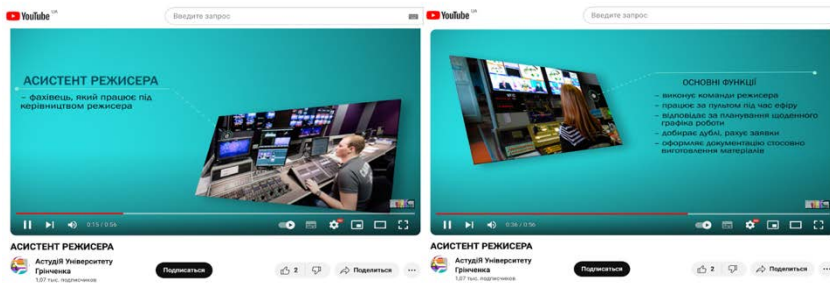 YouTube UA
Введите запрос
АСИСТЕНТ РЕЖИСЕРА
– фахівець, який працює під
керівництвом режисера
0:15 / 0:56
АСИСТЕНТ РЕЖИСЕРА
АстудіЯ Університету
Грінченка
1,07 тыс. подписчиков
Подписаться
2
Поделиться
YouTube UA
Введите запрос
ОСНОВНІ ФУНКЦІЇ
– виконує команди режисера
– працює за пультом під час ефіру
– відповідає за планування щоденного
графіка роботи
– добирає дублі, рахує заявки
– оформляє документацію стосовно
виготовлення матеріалів
0:36 / 0:56
АСИСТЕНТ РЕЖИСЕРА
АстудіЯ Університету
Грінченка
1,07 тыс. подписчиков
Подписаться
2
Поделиться